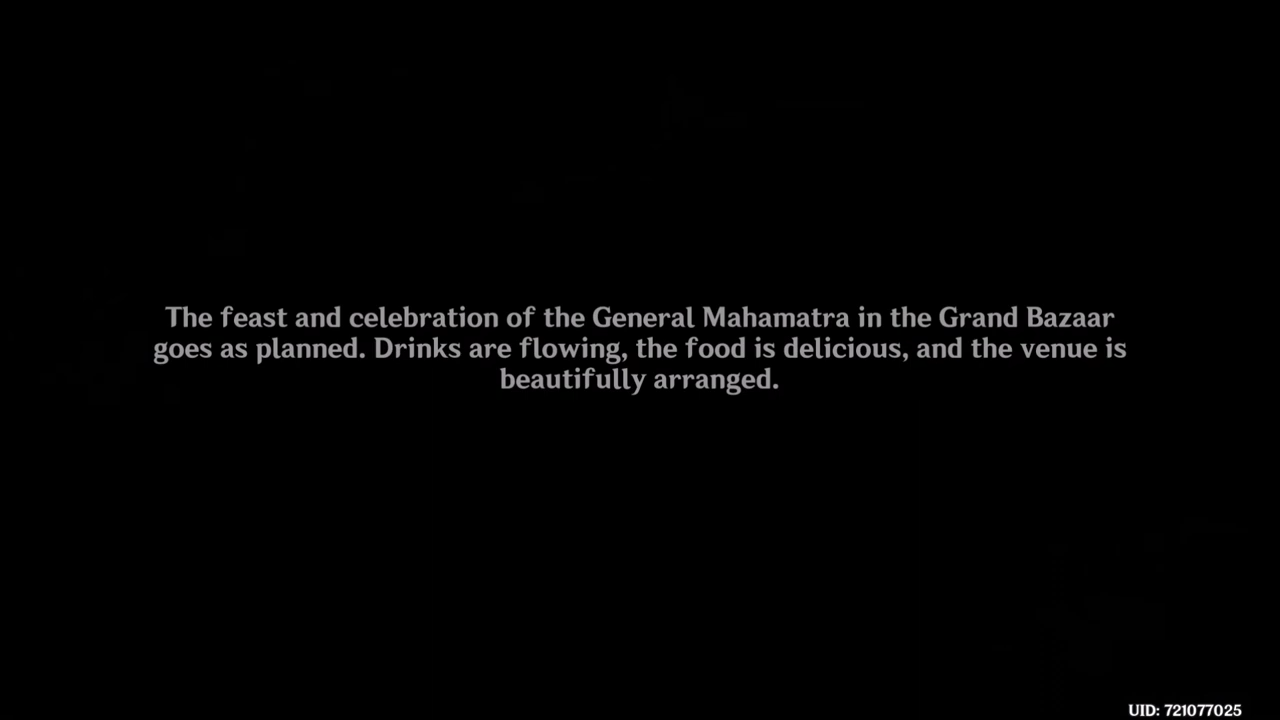 The feast and celebration of the General Mahamatra in the Grand Bazaar
goes as planned. Drinks are flowing, the food is delicious, and the venue is
beautifully arranged.
UID: 721077025